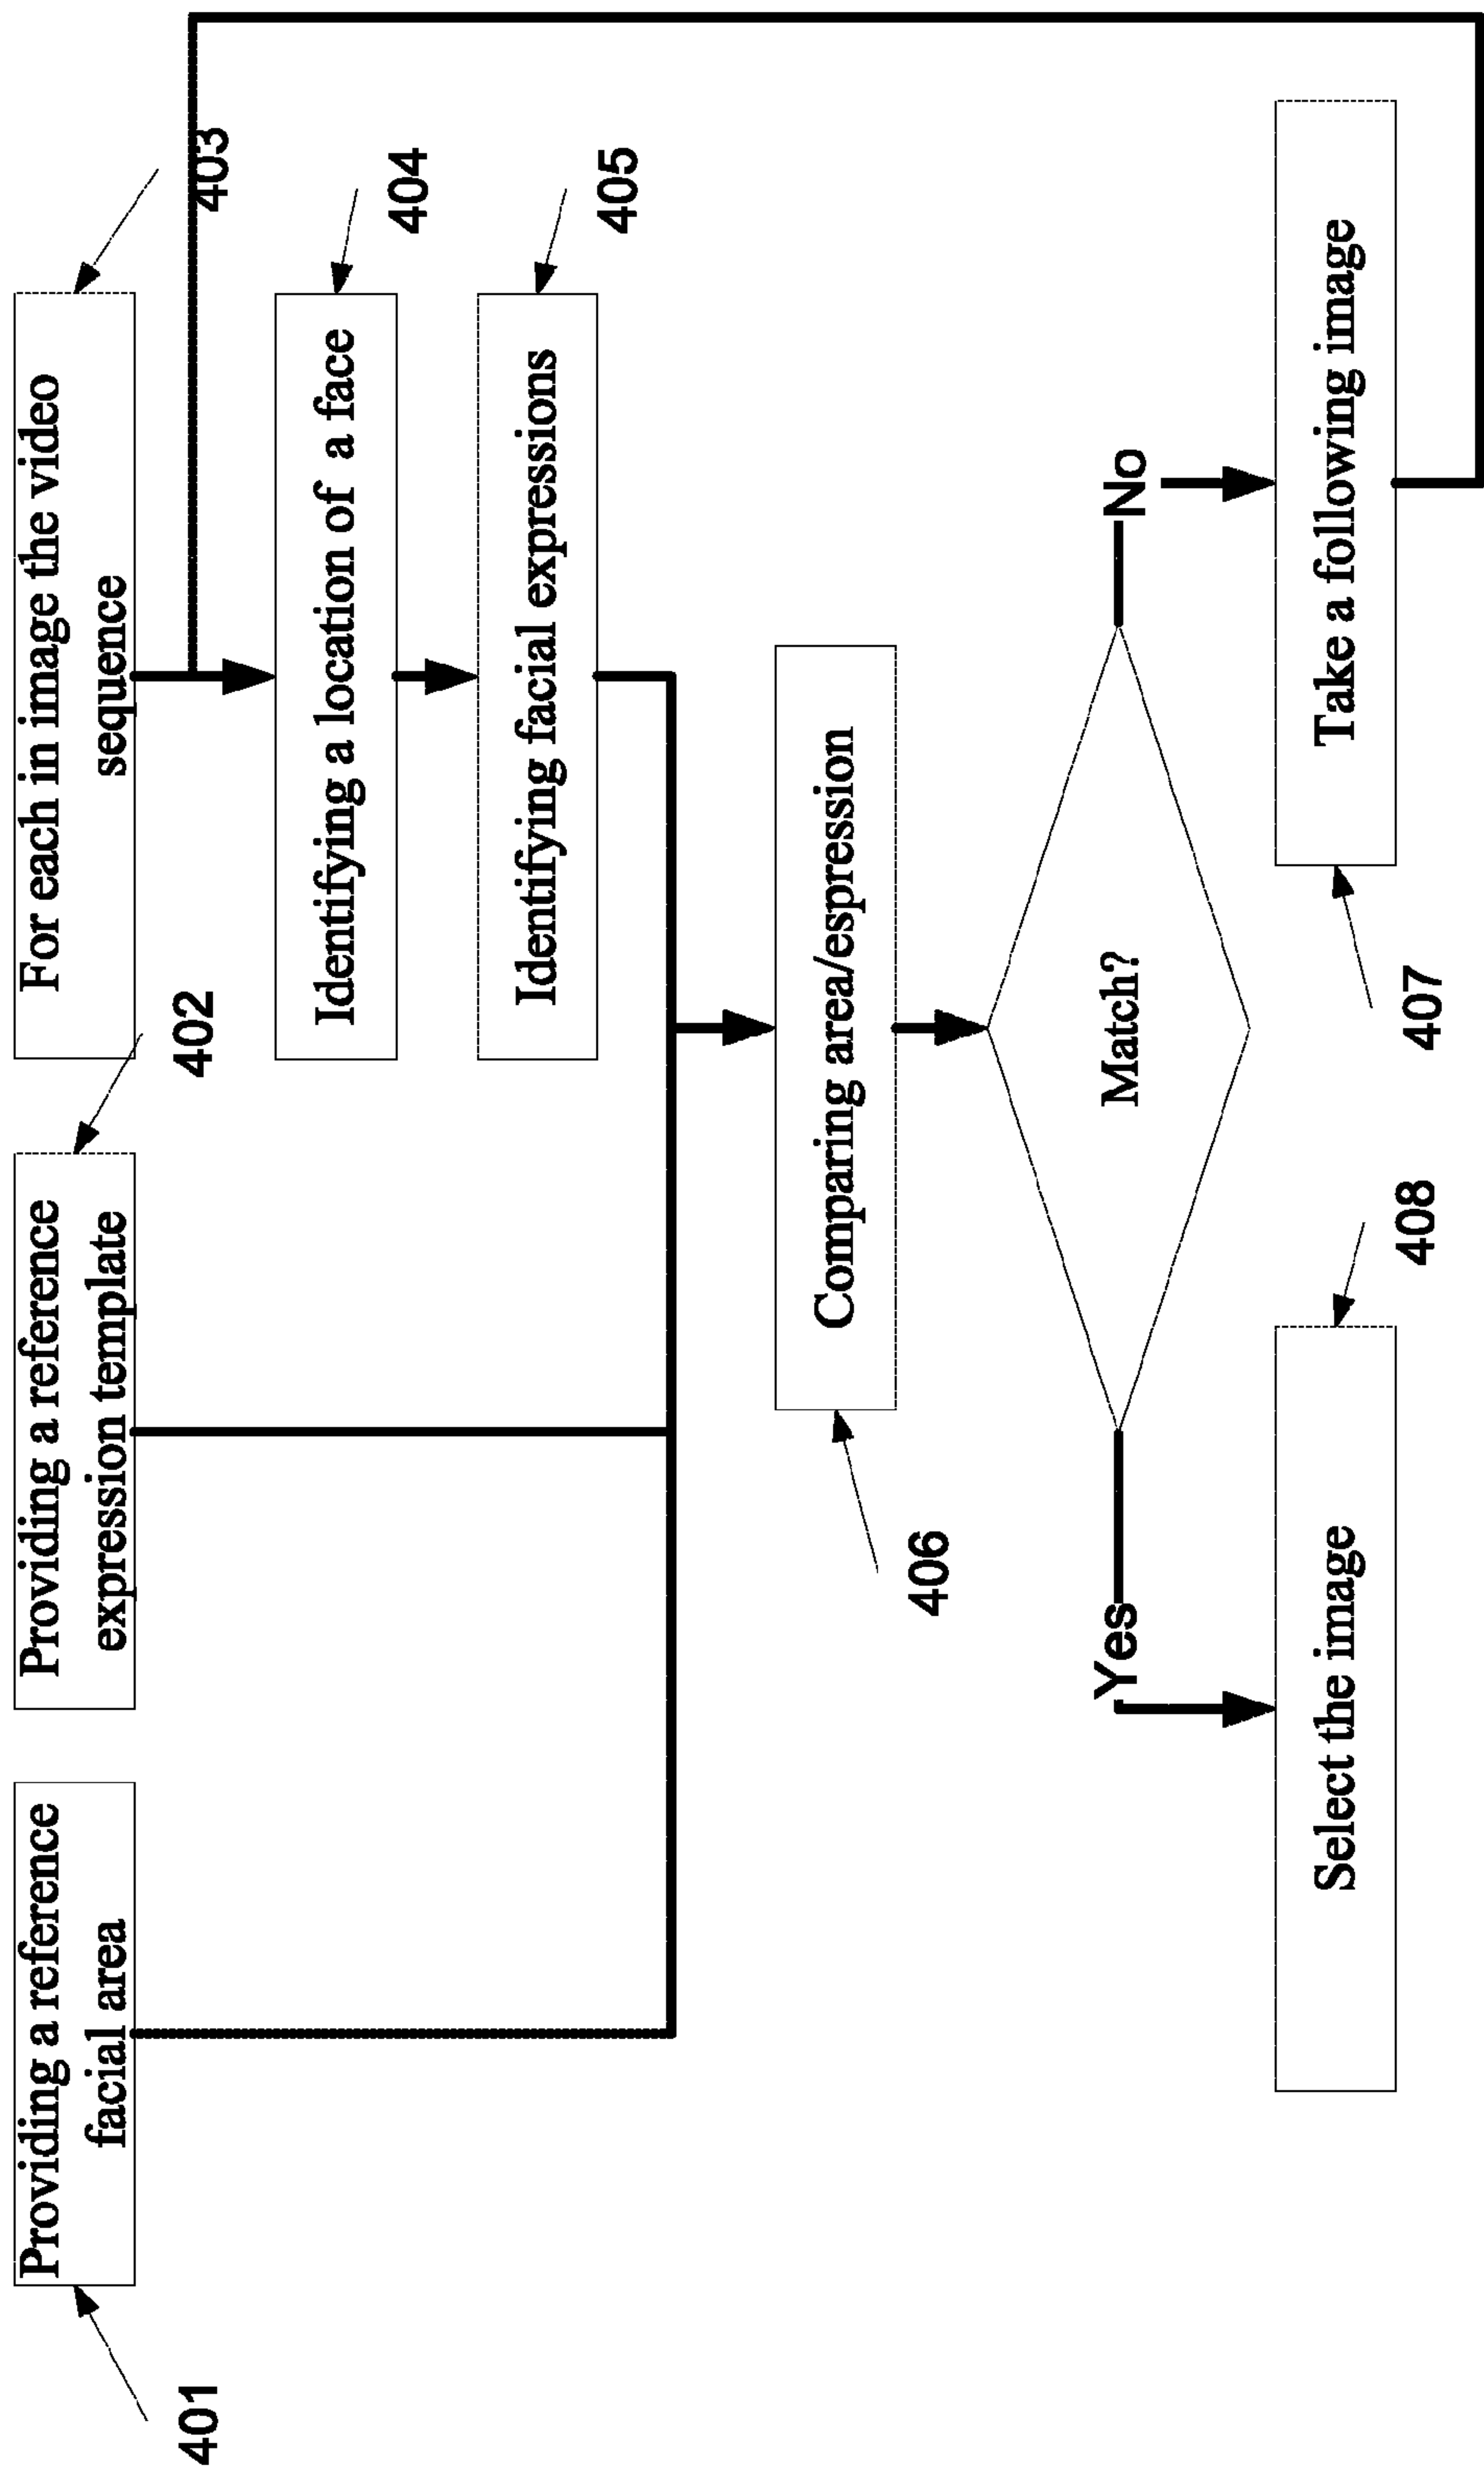 401
Providing a reference
facial area
Providing a reference
expression template
402
For each in image the video
sequence
403
Identifying a location of a face
404
Identifying facial expressions
405
Comparing area/espression
406
Match?
Yes
No
Select the image
408
Take a following image
407